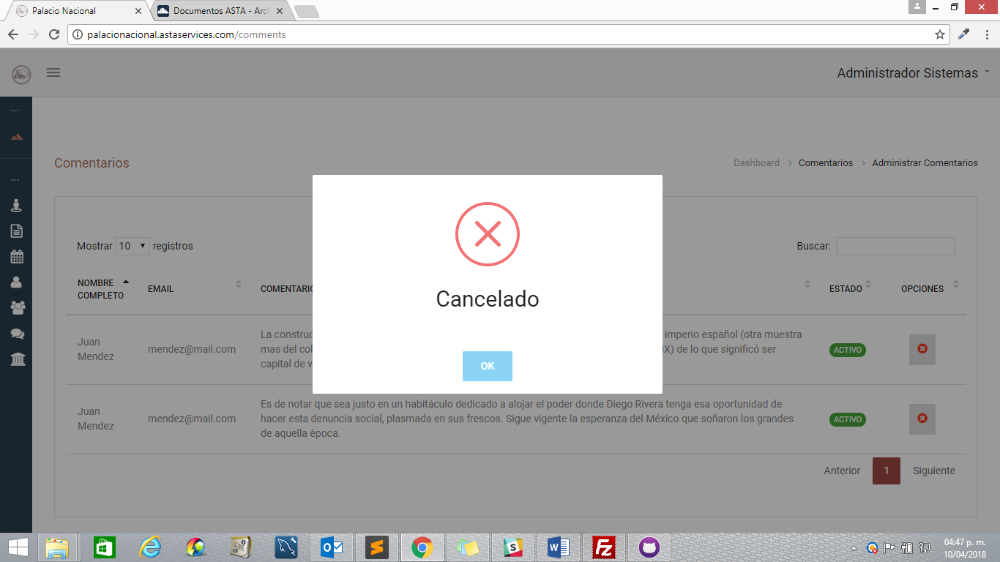 Palacio Nacional
Documentos ASTA - Arc
palacionacional.astaservices.com/comments
Administrador Sistemas
Comentarios
Dashboard > Comentarios > Administrar Comentarios
Mostrar 10 registros
Buscar:
NOMBRE COMPLETO
EMAIL
COMENTARIO
ESTADO
OPCIONES
Juan Mendez
mendez@mail.com
La construc
imperio español (otra muestra
mas del col
IX) de lo que significó ser
capital de v
ACTIVO
Juan Mendez
mendez@mail.com
Es de notar que sea justo en un habitáculo dedicado a alojar el poder donde Diego Rivera tenga esa oportunidad de
hacer esta denuncia social, plasmada en sus frescos. Sigue vigente la esperanza del México que soñaron los grandes
de aquella época.
ACTIVO
Cancelado
OK
Anterior 1 Siguiente
04:47 p. m.
10/04/2018